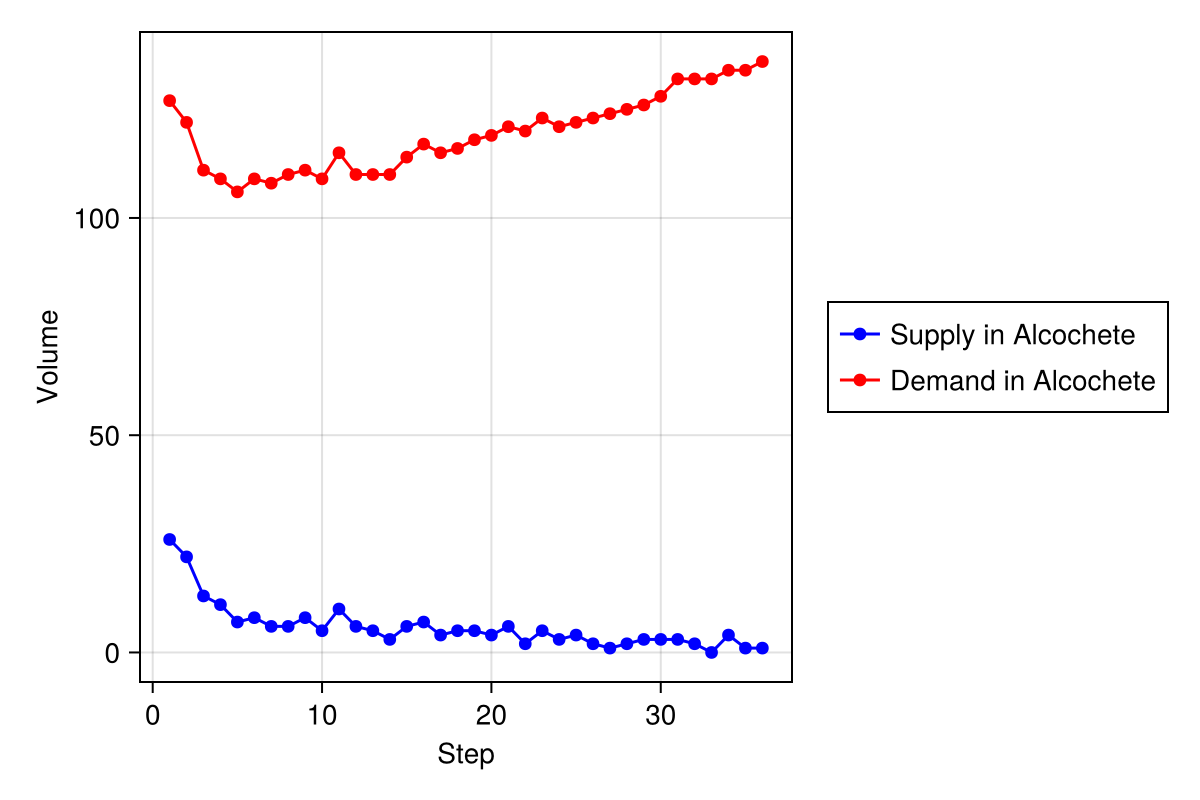 Volume
100
50
0
0 10 20 30
Step
Supply in Alcochete
Demand in Alcochete